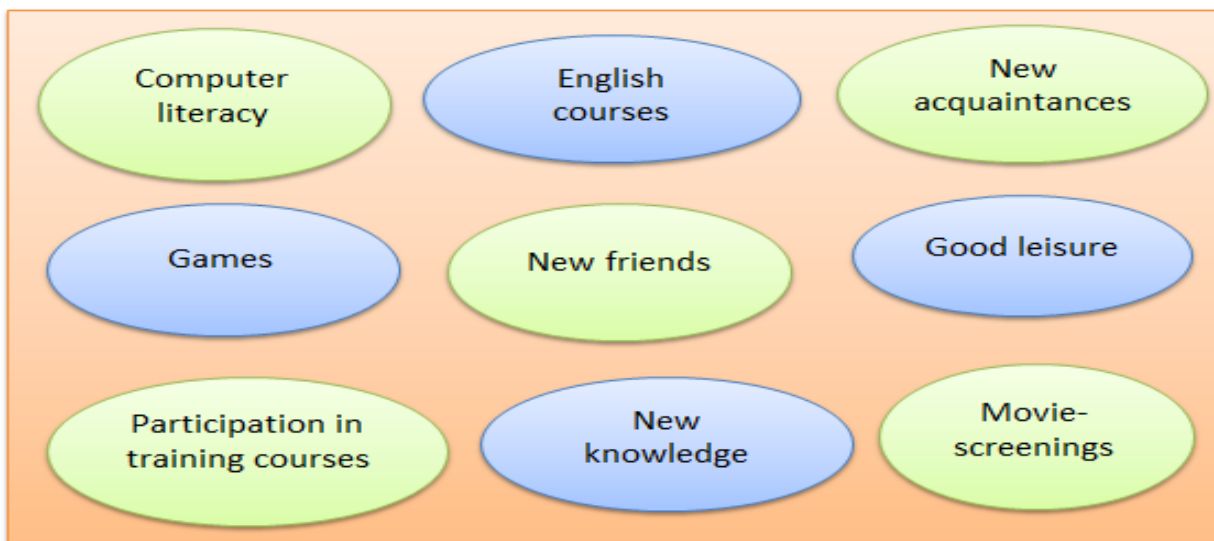 Computer
literacy
English
courses
New
acquaintances
Games
New friends
Good leisure
Participation in
training courses
New
knowledge
Movie-
screenings